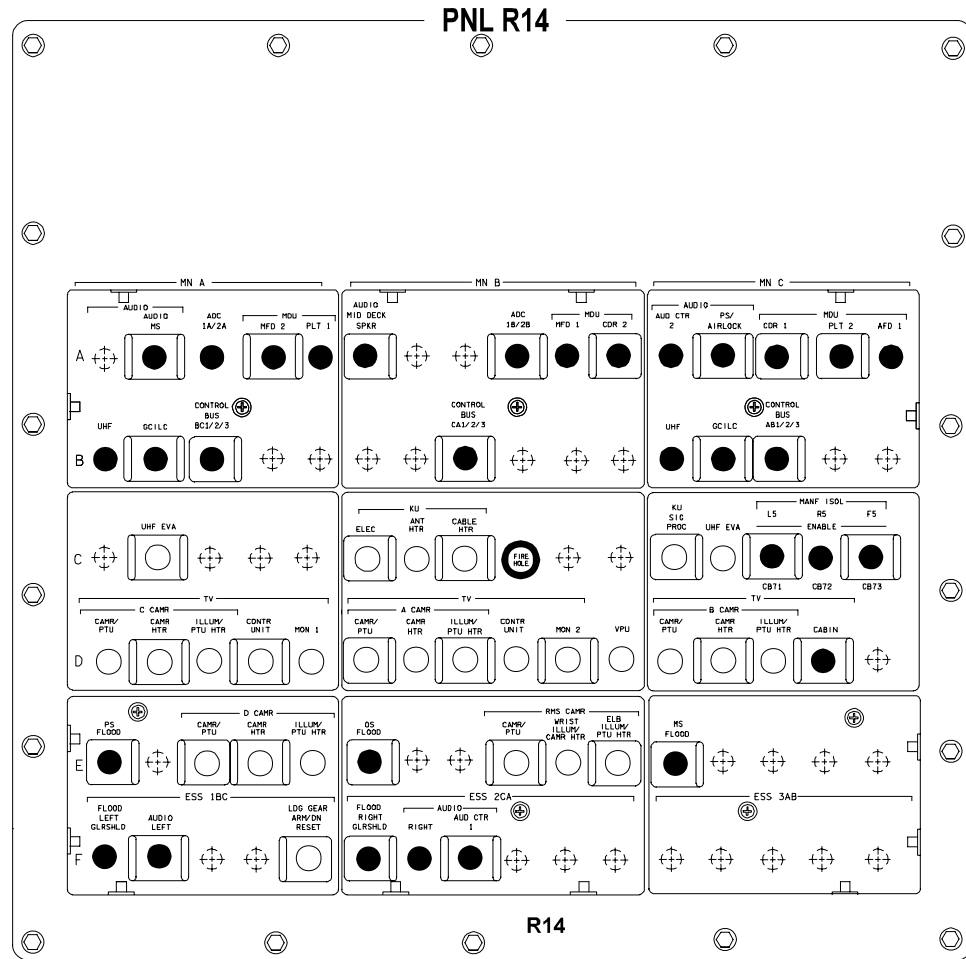 PNL R14
MN A
MN B
MN C
AUDIO
AUDIO
MS
ADC
1A/2A
MDU
MFD 2
PLT 1
AUDIO
MID DECK
SPKR
ADC
1B/2B
MDU
MFD 1
CDR 2
AUDIO
AUD CTR
2
PS/
AIRLOCK
MDU
CDR 1
PLT 2
AFD 1
A
UHF
GCILC
CONTROL
BUS
BC1/2/3
CONTROL
BUS
CA1/2/3
UHF
GCILC
CONTROL
BUS
AB1/2/3
B
UHF EVA
KU
ELEC
ANT
HTR
CABLE
HTR
FIRE
HOLE
KU
SIG
PROC
UHF EVA
MANF ISOL
L5
R5
F5
ENABLE
C
CB71
CB72
CB73
TV
C CAMR
CAMR/
PTU
CAMR
HTR
ILLUM/
PTU HTR
CONTR
UNIT
MON 1
TV
A CAMR
CAMR/
PTU
CAMR
HTR
ILLUM/
PTU HTR
CONTR
UNIT
MON 2
VPU
TV
B CAMR
CAMR/
PTU
CAMR
HTR
ILLUM/
PTU HTR
CABIN
D
PS
FLOOD
D CAMR
CAMR/
PTU
CAMR
HTR
ILLUM/
PTU HTR
OS
FLOOD
RMS CAMR
CAMR/
PTU
WRIST
ILLUM/
CAMR HTR
ELB
ILLUM/
PTU HTR
MS
FLOOD
E
ESS 1BC
ESS 2CA
ESS 3AB
FLOOD
LEFT
GLRSHLD
AUDIO
LEFT
LDG GEAR
ARM/DN
RESET
FLOOD
RIGHT
GLRSHLD
AUDIO
RIGHT
AUD CTR
1
F
R14